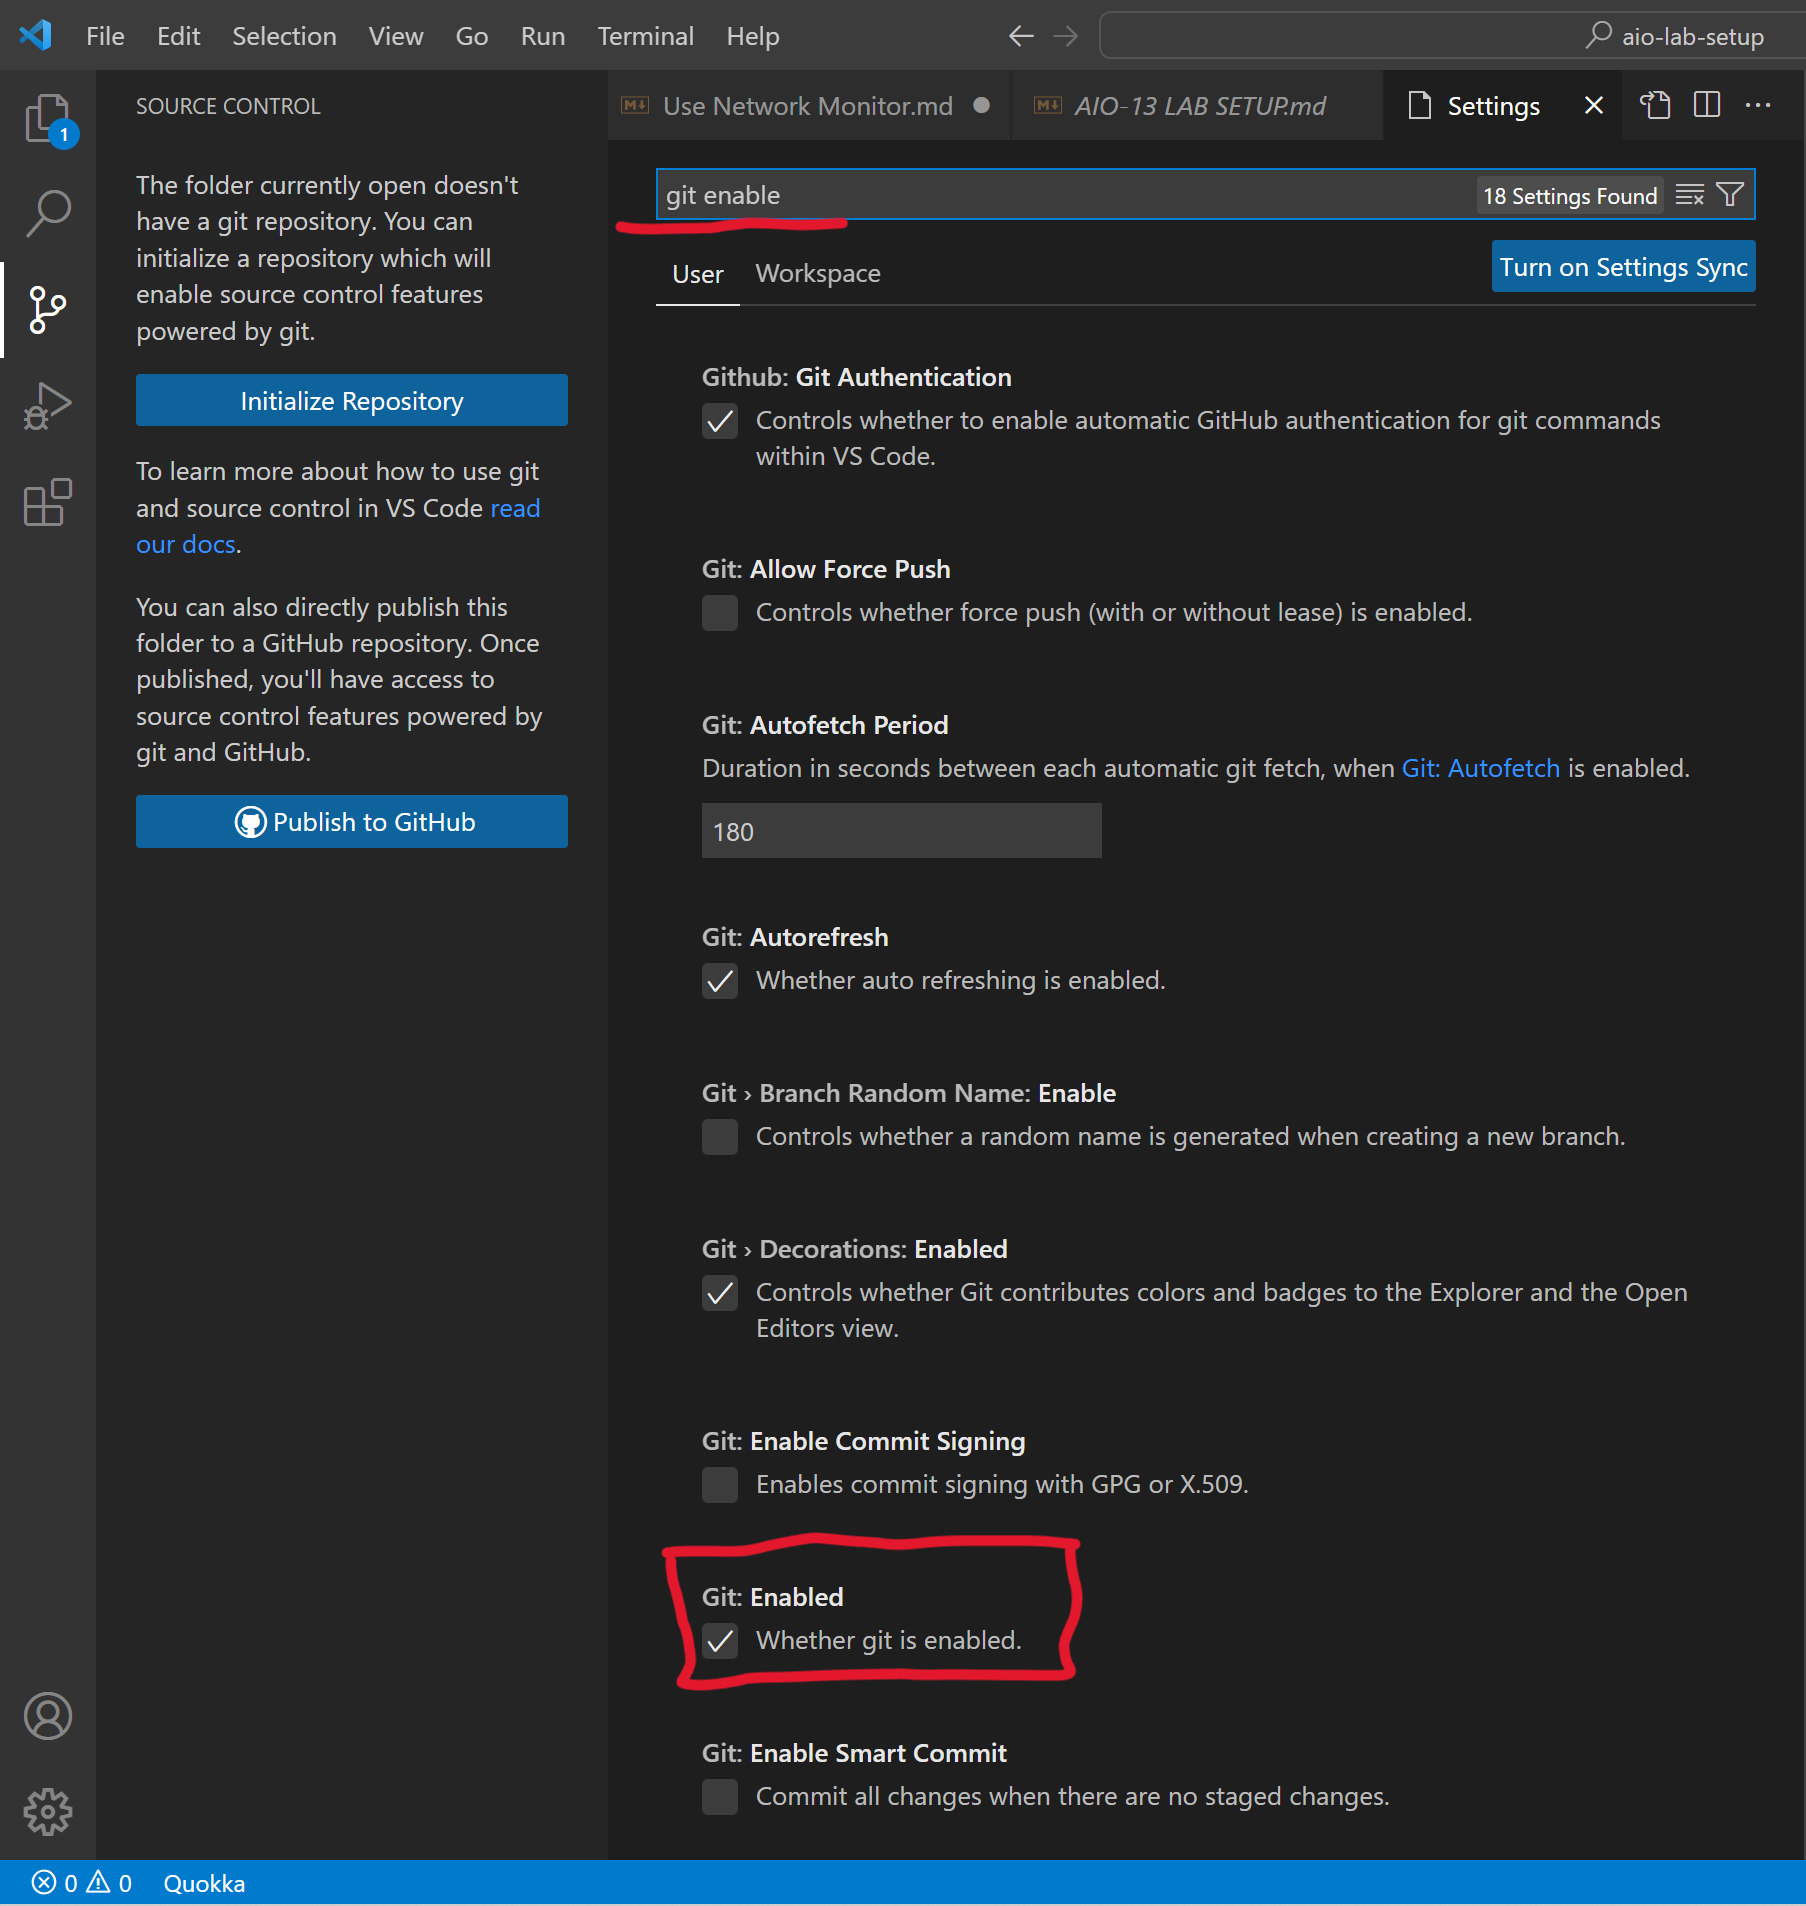 File Edit Selection View Go Run Terminal Help
aio-lab-setup
SOURCE CONTROL
The folder currently open doesn't
have a git repository. You can
initialize a repository which will
enable source control features
powered by git.
Initialize Repository
To learn more about how to use git
and source control in VS Code read
our docs.
You can also directly publish this
folder to a GitHub repository. Once
published, you'll have access to
source control features powered by
git and GitHub.
Publish to GitHub
1
Use Network Monitor.md
AIO-13 LAB SETUP.md
Settings
git enable
18 Settings Found
User Workspace
Turn on Settings Sync
Github: Git Authentication
Controls whether to enable automatic GitHub authentication for git commands
within VS Code.
Git: Allow Force Push
Controls whether force push (with or without lease) is enabled.
Git: Autofetch Period
Duration in seconds between each automatic git fetch, when Git: Autofetch is enabled.
180
Git: Autorefresh
Whether auto refreshing is enabled.
Git › Branch Random Name: Enable
Controls whether a random name is generated when creating a new branch.
Git › Decorations: Enabled
Controls whether Git contributes colors and badges to the Explorer and the Open
Editors view.
Git: Enable Commit Signing
Enables commit signing with GPG or X.509.
Git: Enabled
Whether git is enabled.
Git: Enable Smart Commit
Commit all changes when there are no staged changes.
0 0 Quokka